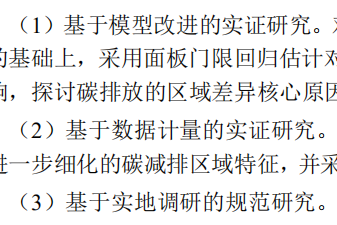 （1）基于模型改进的实证研究。
的基础上，采用面板门限回归估计对
响，探讨碳排放的区域差异核心原因
（2）基于数据计量的实证研究。
进一步细化的碳减排区域特征，并采
（3）基于实地调研的规范研究。